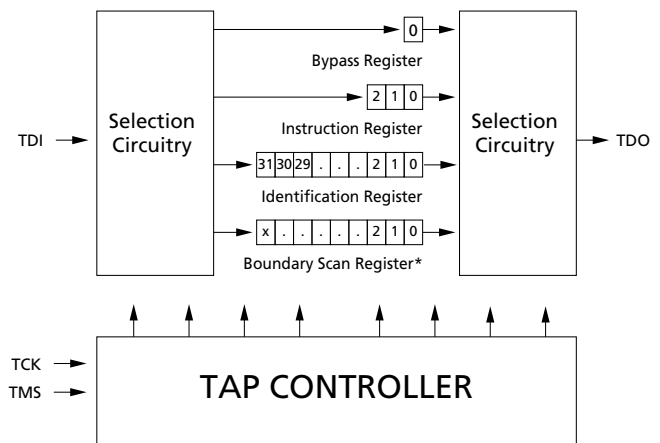 0
Bypass Register
2 1 0
Instruction Register
Selection
Circuitry
Selection
Circuitry
TDI
TDO
31 30 29 . . . 2 1 0
Identification Register
x . . . . . 2 1 0
Boundary Scan Register*
TCK
TMS
TAP CONTROLLER